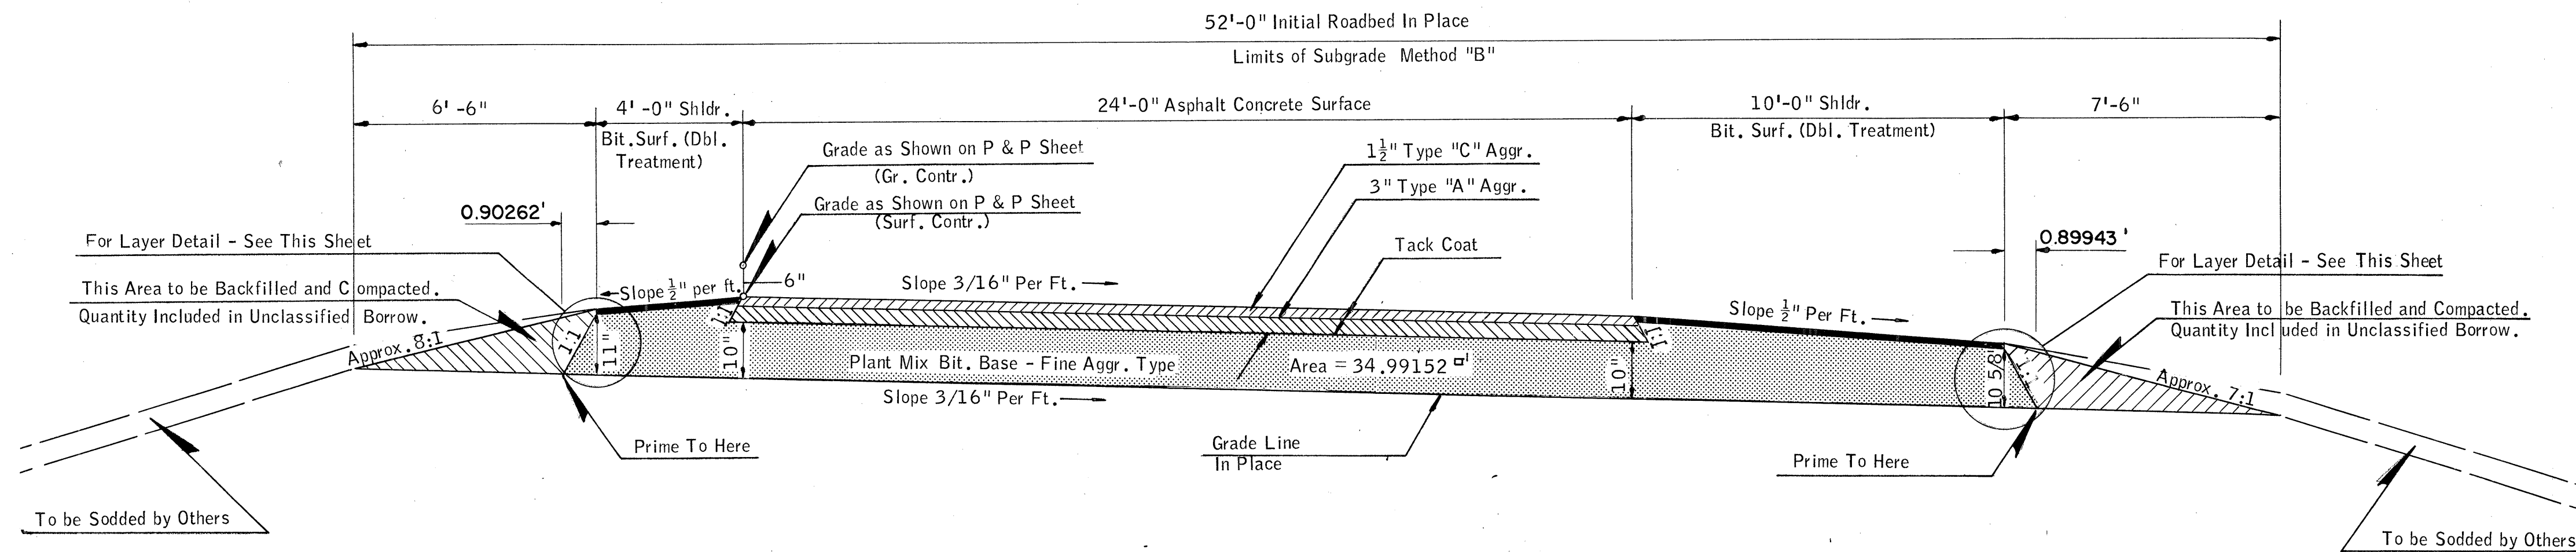 52'-0" Initial Roadbed In Place
Limits of Subgrade Method "B"
6'-6"
4'-0" Shldr.
Bit.Surf. (Dbl.
Treatment)
24'-0" Asphalt Concrete Surface
10'-0" Shldr.
Bit. Surf. (Dbl. Treatment)
7'-6"
Grade as Shown on P & P Sheet
(Gr. Contr.)
Grade as Shown on P & P Sheet
(Surf. Contr.)
1½" Type "C" Aggr.
3" Type "A" Aggr.
Tack Coat
0.90262'
0.89943'
For Layer Detail - See This Sheet
This Area to be Backfilled and Compacted.
Quantity Included in Unclassified Borrow.
For Layer Detail - See This Sheet
This Area to be Backfilled and Compacted.
Quantity Included in Unclassified Borrow.
Slope ½" per ft.
6"
Slope 3/16" Per Ft.
Slope ½" Per Ft.
Approx. 8:1
1:1
11"
1:1
10"
Plant Mix Bit. Base - Fine Aggr. Type
Area = 34.99152 □'
10"
1:1
10 5/8"
1:1
Approx. 7:1
Slope 3/16" Per Ft.
Prime To Here
Grade Line
In Place
Prime To Here
To be Sodded by Others
To be Sodded by Others